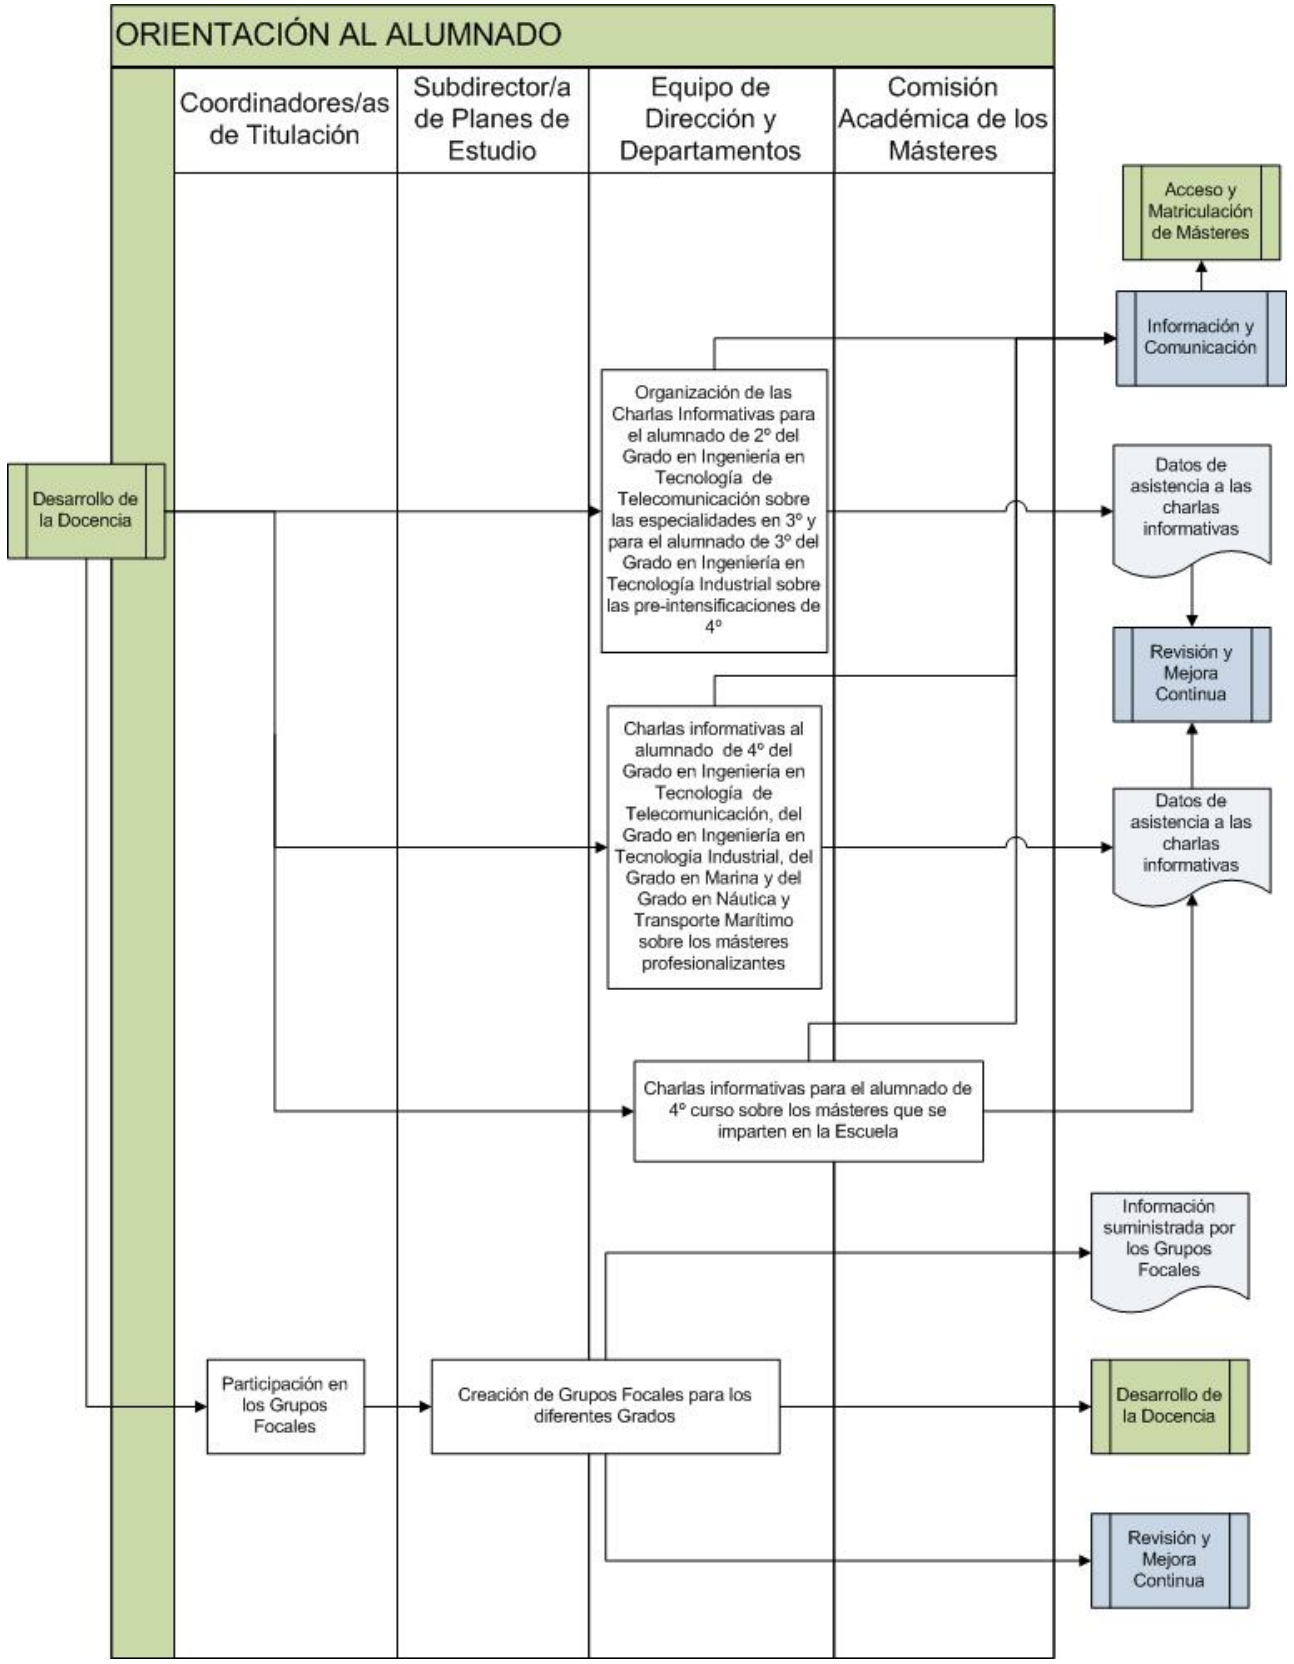 ORIENTACIÓN AL ALUMNADO
Coordinadores/as
de Titulación
Subdirector/a
de Planes de
Estudio
Equipo de
Dirección y
Departamentos
Comisión
Académica de los
Másteres
Acceso y
Matriculación
de Másteres
Información y
Comunicación
Organización de las
Charlas Informativas para
el alumnado de 2º del
Grado en Ingeniería en
Tecnología de
Telecomunicación sobre
las especialidades en 3º y
para el alumnado de 3º del
Grado en Ingeniería en
Tecnología Industrial sobre
las pre-intensificaciones de
4º
Desarrollo de
la Docencia
Datos de
asistencia a las
charlas
informativas
Revisión y
Mejora
Continua
Charlas informativas al
alumnado de 4º del
Grado en Ingeniería en
Tecnología de
Telecomunicación, del
Grado en Ingeniería en
Tecnología Industrial, del
Grado en Marina y del
Grado en Náutica y
Transporte Marítimo
sobre los másteres
profesionalizantes
Datos de
asistencia a las
charlas
informativas
Charlas informativas para el alumnado de
4º curso sobre los másteres que se
imparten en la Escuela
Información
suministrada por
los Grupos
Focales
Participación en
los Grupos
Focales
Creación de Grupos Focales para los
diferentes Grados
Desarrollo de
la Docencia
Revisión y
Mejora
Continua